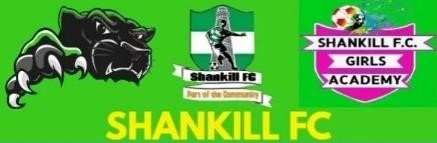 Shankill FC
Part of the Community
SHANKILL F.C.
GIRLS
ACADEMY
SHANKILL FC